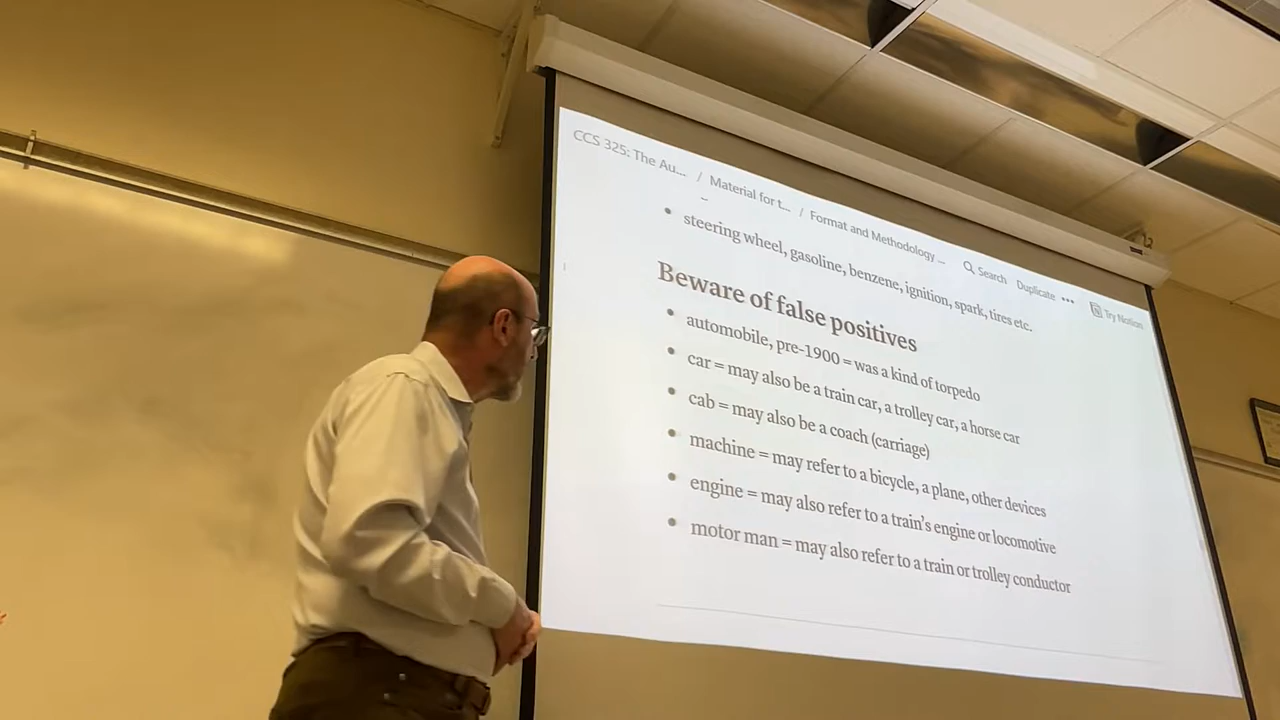 CCS 325: The Au... / Material for t... / Format and Methodology ... Search Duplicate ••• Try Notion
• steering wheel, gasoline, benzene, ignition, spark, tires etc.
Beware of false positives
• automobile, pre-1900 = was a kind of torpedo
• car = may also be a train car, a trolley car, a horse car
• cab = may also be a coach (carriage)
• machine = may refer to a bicycle, a plane, other devices
• engine = may also refer to a train's engine or locomotive
• motor man = may also refer to a train or trolley conductor